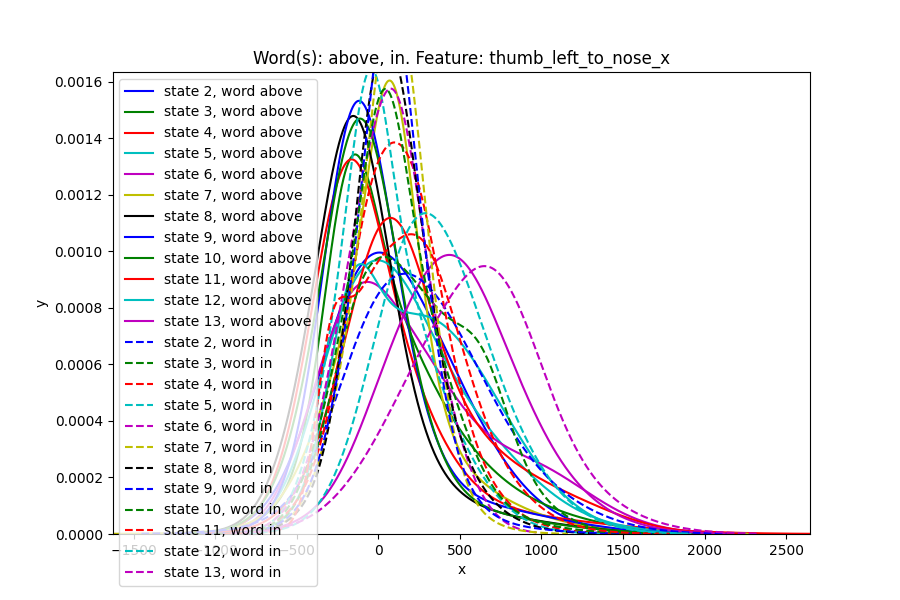 Word(s): above, in. Feature: thumb_left_to_nose_x
y
0.0016
0.0014
0.0012
0.0010
0.0008
0.0006
0.0004
0.0002
0.0000
state 2, word above
state 3, word above
state 4, word above
state 5, word above
state 6, word above
state 7, word above
state 8, word above
state 9, word above
state 10, word above
state 11, word above
state 12, word above
state 13, word above
state 2, word in
state 3, word in
state 4, word in
state 5, word in
state 6, word in
state 7, word in
state 8, word in
state 9, word in
state 10, word in
state 11, word in
state 12, word in
state 13, word in
−1500 −1000 −500 0 500 1000 1500 2000 2500
x